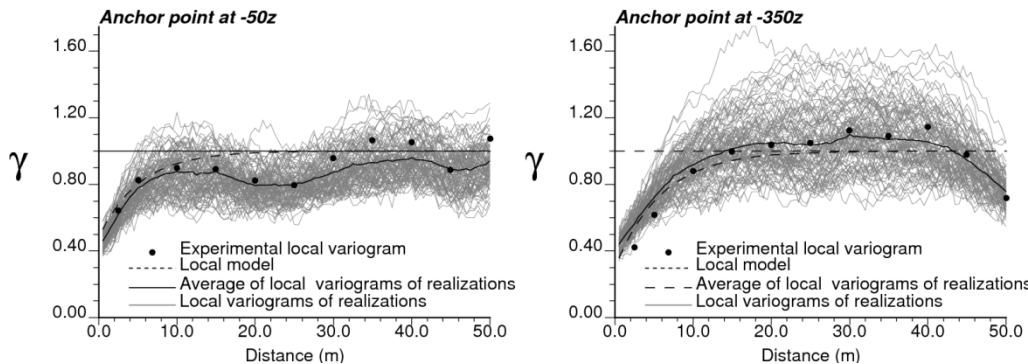 Anchor point at -50z
1.60
1.20
γ
0.80
0.40
Experimental local variogram
Local model
Average of local variograms of realizations
Local variograms of realizations
0.00
0.0
10.0
20.0
30.0
40.0
50.0
Distance (m)
Anchor point at -350z
1.60
1.20
γ
0.80
0.40
Experimental local variogram
Local model
Average of local variograms of realizations
Local variograms of realizations
0.00
0.0
10.0
20.0
30.0
40.0
50.0
Distance (m)